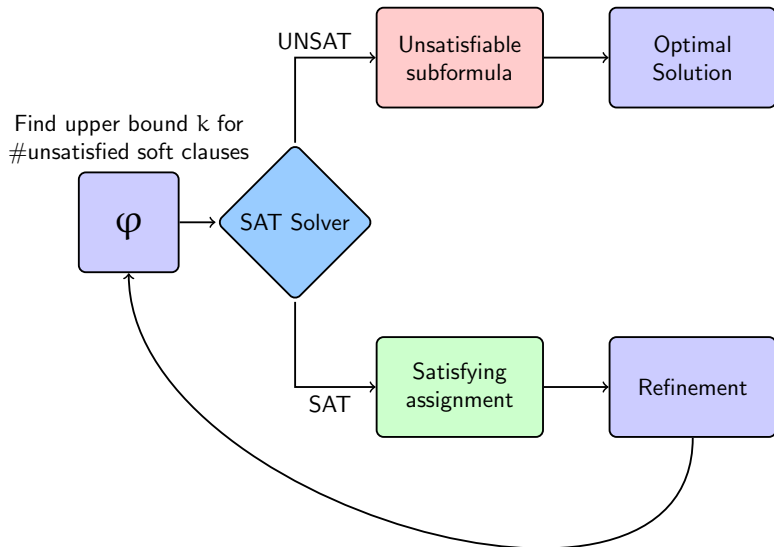 UNSAT
Unsatisfiable
subformula
Optimal
Solution
Find upper bound k for
#unsatisfied soft clauses
φ
SAT Solver
SAT
Satisfying
assignment
Refinement